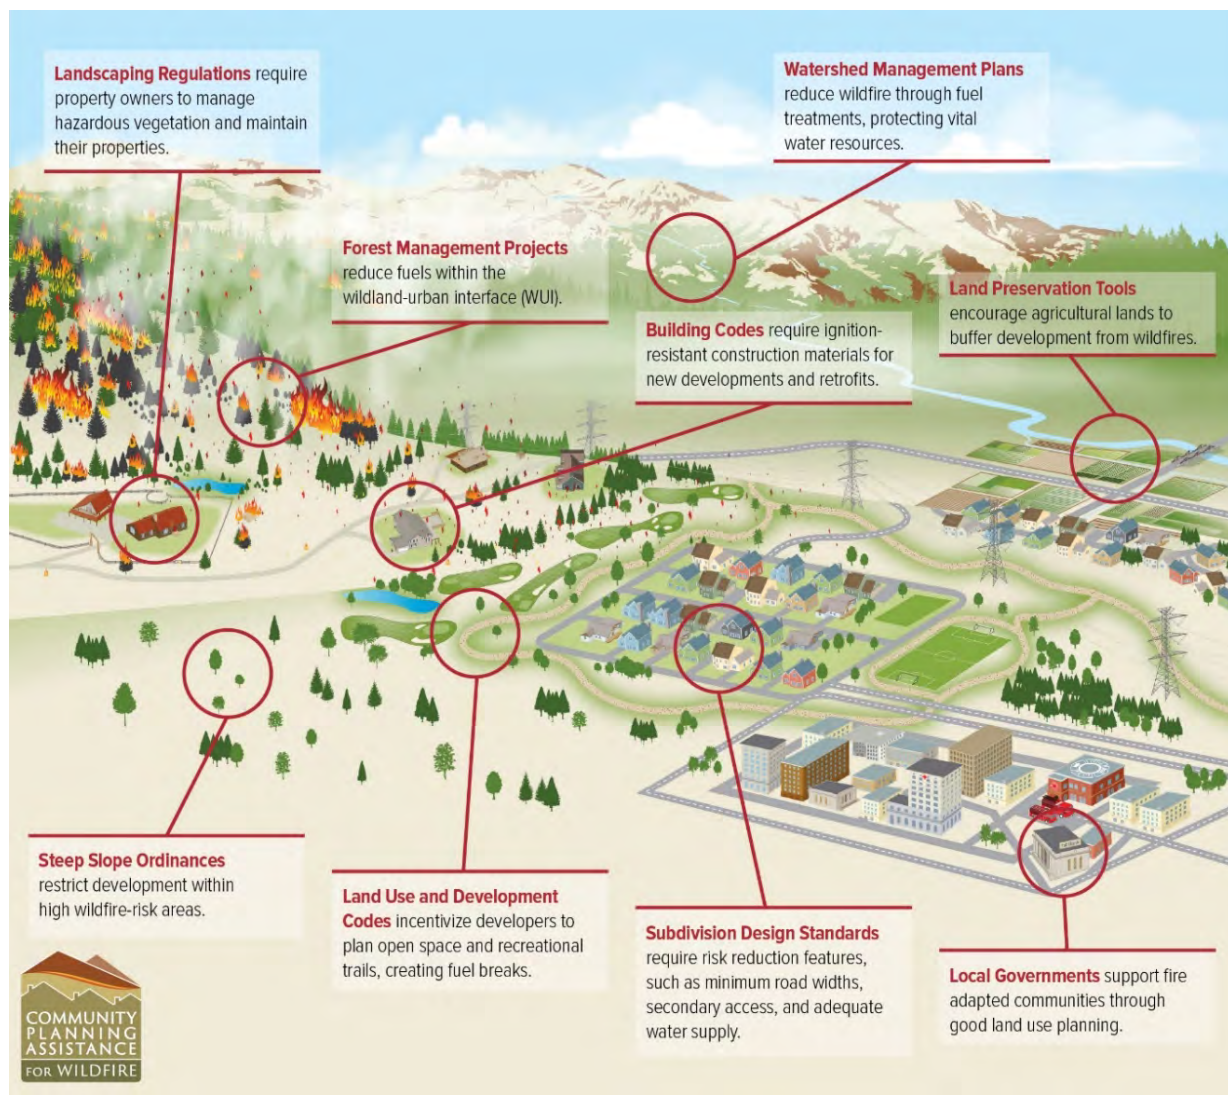 Landscaping Regulations require
property owners to manage
hazardous vegetation and maintain
their properties.
Watershed Management Plans
reduce wildfire through fuel
treatments, protecting vital
water resources.
Forest Management Projects
reduce fuels within the
wildland-urban interface (WUI).
Land Preservation Tools
encourage agricultural lands to
buffer development from wildfires.
Building Codes require ignition-
resistant construction materials for
new developments and retrofits.
Steep Slope Ordinances
restrict development within
high wildfire-risk areas.
Land Use and Development
Codes incentivize developers to
plan open space and recreational
trails, creating fuel breaks.
Subdivision Design Standards
require risk reduction features,
such as minimum road widths,
secondary access, and adequate
water supply.
Local Governments support fire
adapted communities through
good land use planning.
COMMUNITY
PLANNING
ASSISTANCE
FOR WILDFIRE